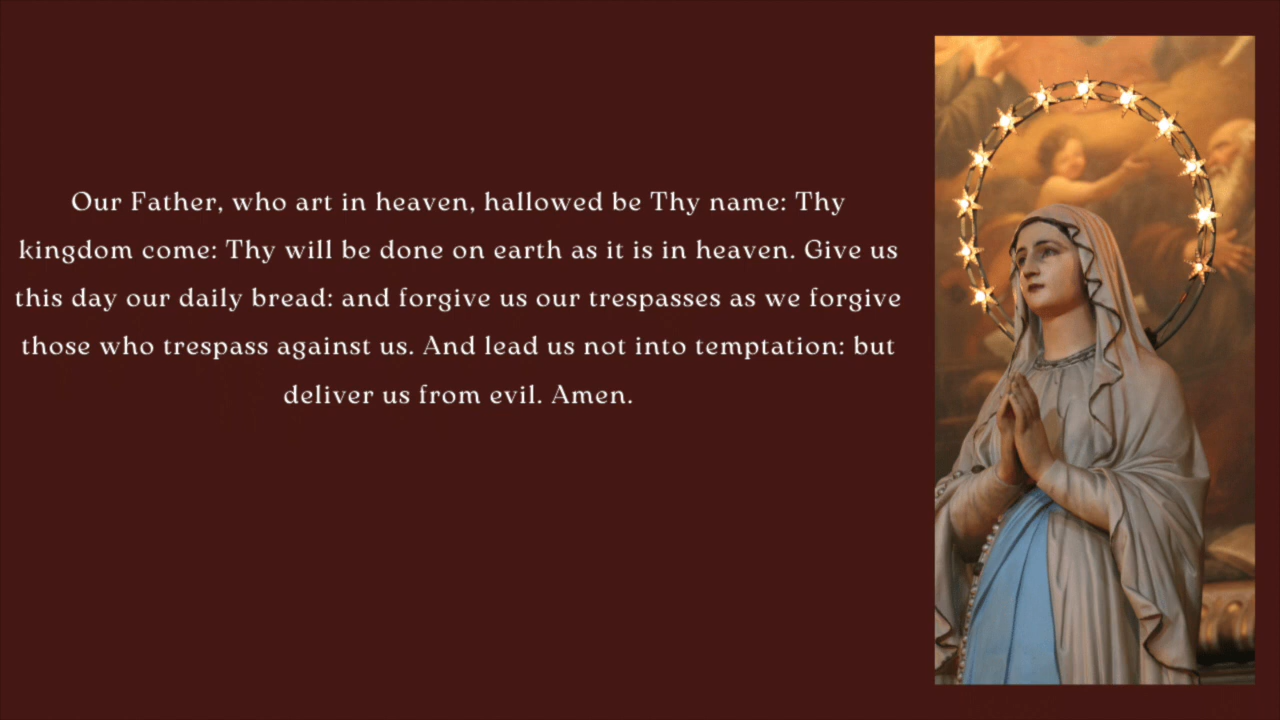 Our Father, who art in heaven, hallowed be Thy name: Thy
kingdom come: Thy will be done on earth as it is in heaven. Give us
this day our daily bread: and forgive us our trespasses as we forgive
those who trespass against us. And lead us not into temptation: but
deliver us from evil. Amen.